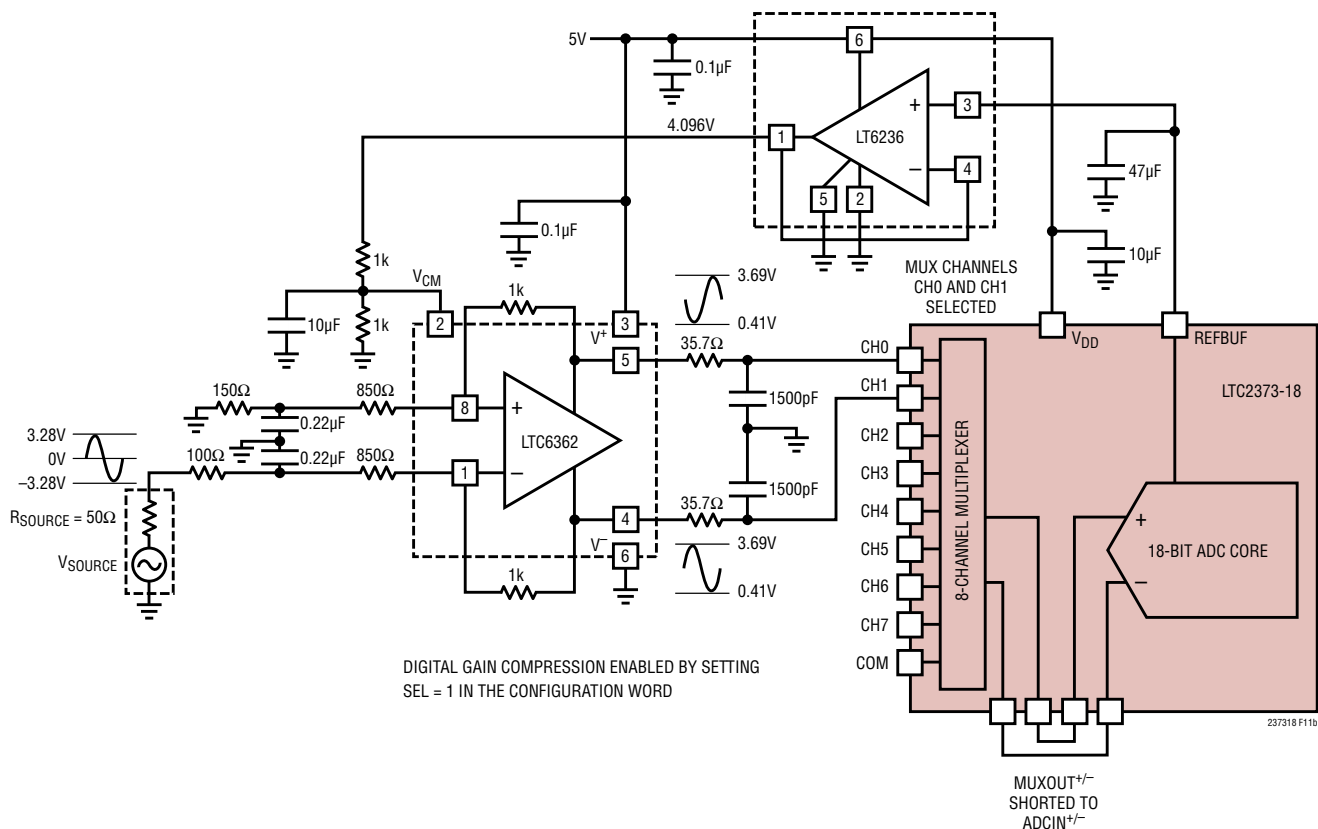 5V
6
0.1µF
+
3
4.096V
1
LT6236
–
4
47µF
5
2
0.1µF
10µF
1k
MUX CHANNELS
CH0 AND CH1
SELECTED
VCM
1k
3.69V
0.41V
10µF
1k
2
V+
3
VDD
REFBUF
35.7Ω
5
CH0
LTC2373-18
150Ω
850Ω
8
+
1500pF
CH1
0.22µF
CH2
LTC6362
3.28V
0V
–3.28V
100Ω
0.22µF
850Ω
1
–
CH3
1500pF
35.7Ω
CH4
RSOURCE = 50Ω
4
V–
+
18-BIT ADC CORE
–
8-CHANNEL MULTIPLEXER
CH5
VSOURCE
6
3.69V
0.41V
CH6
1k
CH7
COM
DIGITAL GAIN COMPRESSION ENABLED BY SETTING
SEL = 1 IN THE CONFIGURATION WORD
237318 F11b
MUXOUT+/–
SHORTED TO
ADCIN+/–